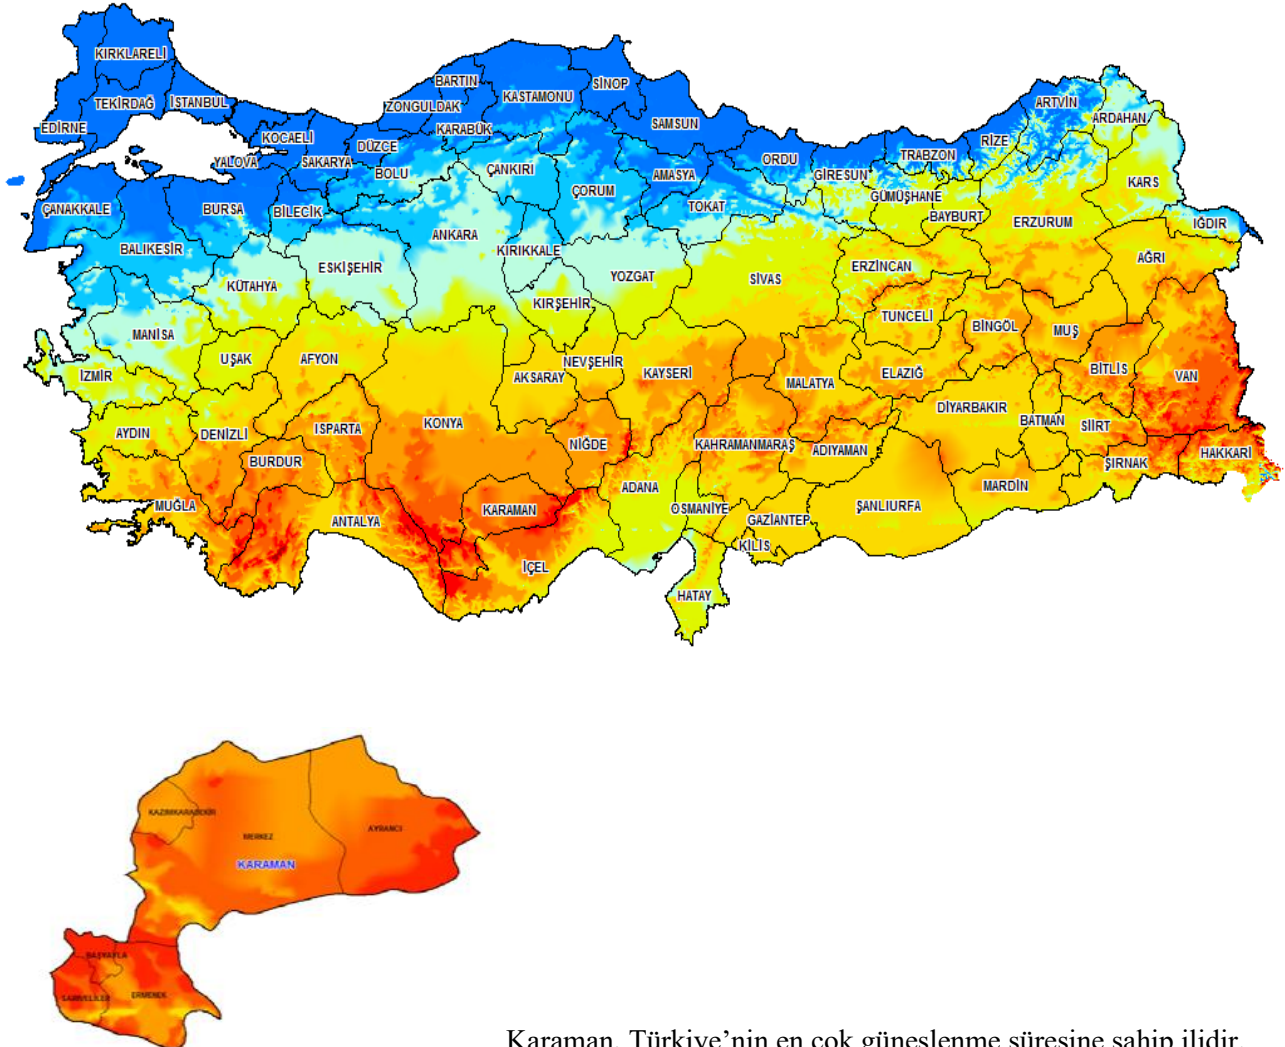 KIRKLARELİ
TEKİRDAĞ
İSTANBUL
EDİRNE
KOCAELİ
YALOVA
SAKARYA
DÜZCE
BOLU
ZONGULDAK
BARTIN
KARABÜK
KASTAMONU
SİNOP
SAMSUN
ÇANKIRI
ÇORUM
AMASYA
TOKAT
ORDU
GİRESUN
TRABZON
RİZE
ARTVİN
ARDAHAN
GÜMÜŞHANE
BAYBURT
ERZURUM
KARS
IĞDIR
AĞRI
ÇANAKKALE
BURSA
BİLECİK
BALIKESİR
KÜTAHYA
ESKİŞEHİR
ANKARA
KIRIKKALE
YOZGAT
SİVAS
ERZİNCAN
KIRŞEHİR
TUNCELİ
BİNGÖL
MUŞ
BİTLİS
VAN
MANİSA
İZMİR
UŞAK
AFYON
AKSARAY
NEVŞEHİR
KAYSERİ
MALATYA
ELAZIĞ
DİYARBAKIR
BATMAN
SİİRT
AYDIN
DENİZLİ
ISPARTA
BURDUR
KONYA
NİĞDE
KAHRAMANMARAŞ
ADIYAMAN
ŞIRNAK
HAKKARİ
MUĞLA
ANTALYA
KARAMAN
ADANA
OSMANİYE
GAZİANTEP
KİLİS
ŞANLIURFA
MARDİN
İÇEL
HATAY
KAZIMKARABEKİR
MERKEZ
AYRANCI
KARAMAN
BAŞYAYLA
SARIVELİLER
ERMENEK
Karaman, Türkiye’nin en çok güneşlenme süresine sahip ilidir.